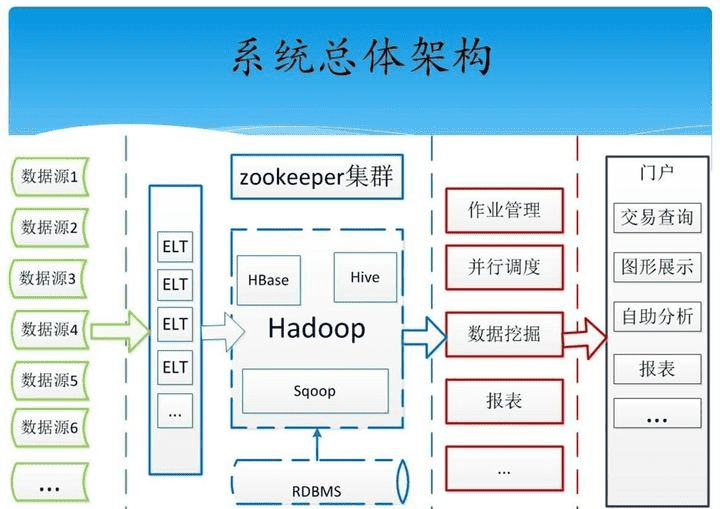 系统总体架构
数据源1
数据源2
数据源3
数据源4
数据源5
数据源6
...
ELT
ELT
ELT
ELT
...
zookeeper集群
HBase
Hive
Hadoop
Sqoop
RDBMS
作业管理
并行调度
数据挖掘
报表
...
门户
交易查询
图形展示
自助分析
报表
...